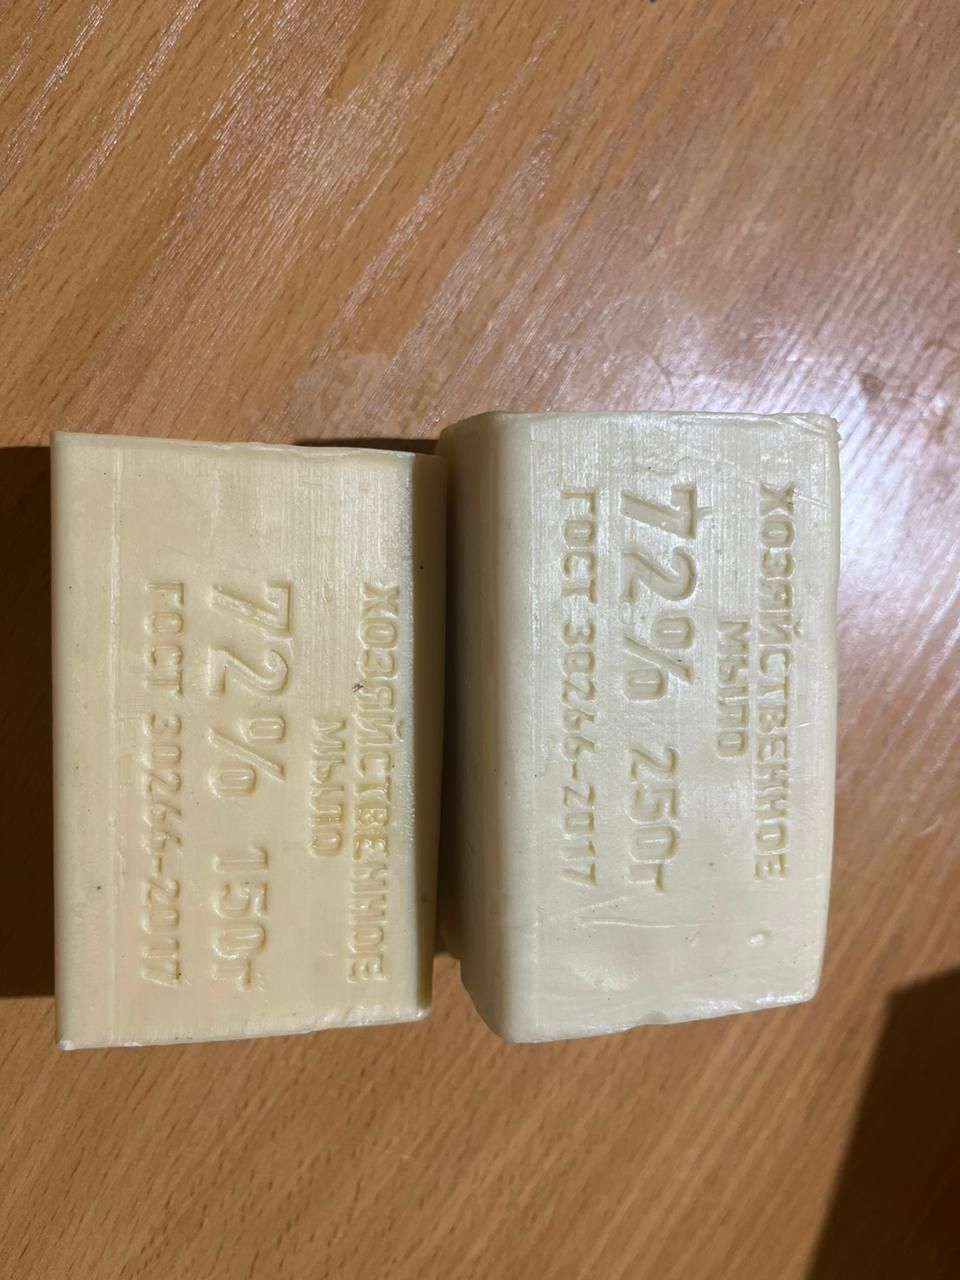 ХОЗЯЙСТВЕННОЕ
МЫЛО
72% 150г
ГОСТ 30266-2017
ХОЗЯЙСТВЕННОЕ
МЫЛО
72% 250г
ГОСТ 30266-2017